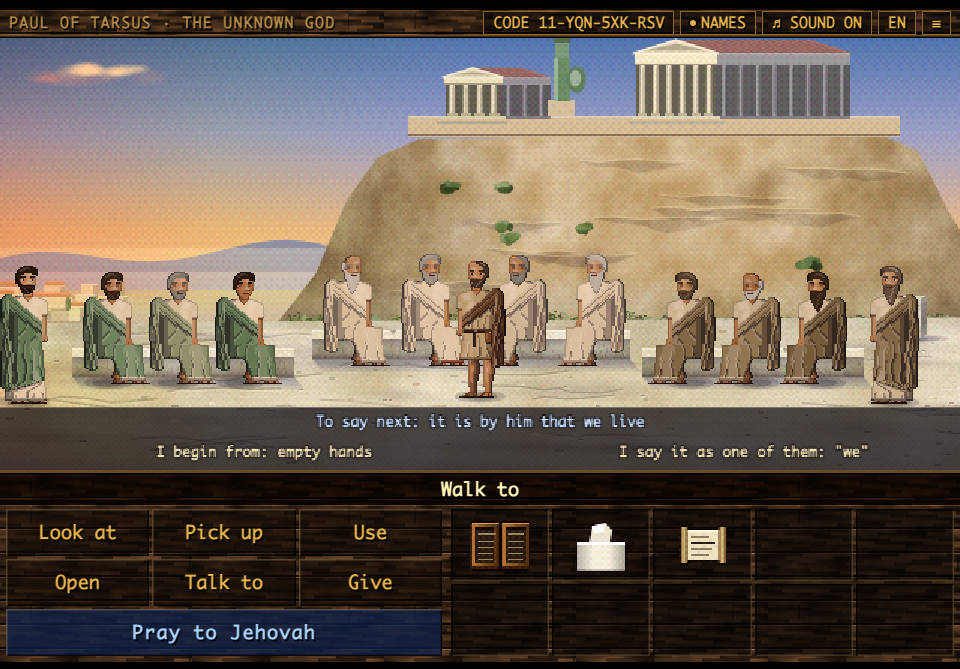 PAUL OF TARSUS · THE UNKNOWN GOD
CODE 11-YQN-5XK-RSV
• NAMES
♬ SOUND ON
EN
≡
To say next: it is by him that we live
I begin from: empty hands
I say it as one of them: "we"
Walk to
Look at
Pick up
Use
Open
Talk to
Give
Pray to Jehovah